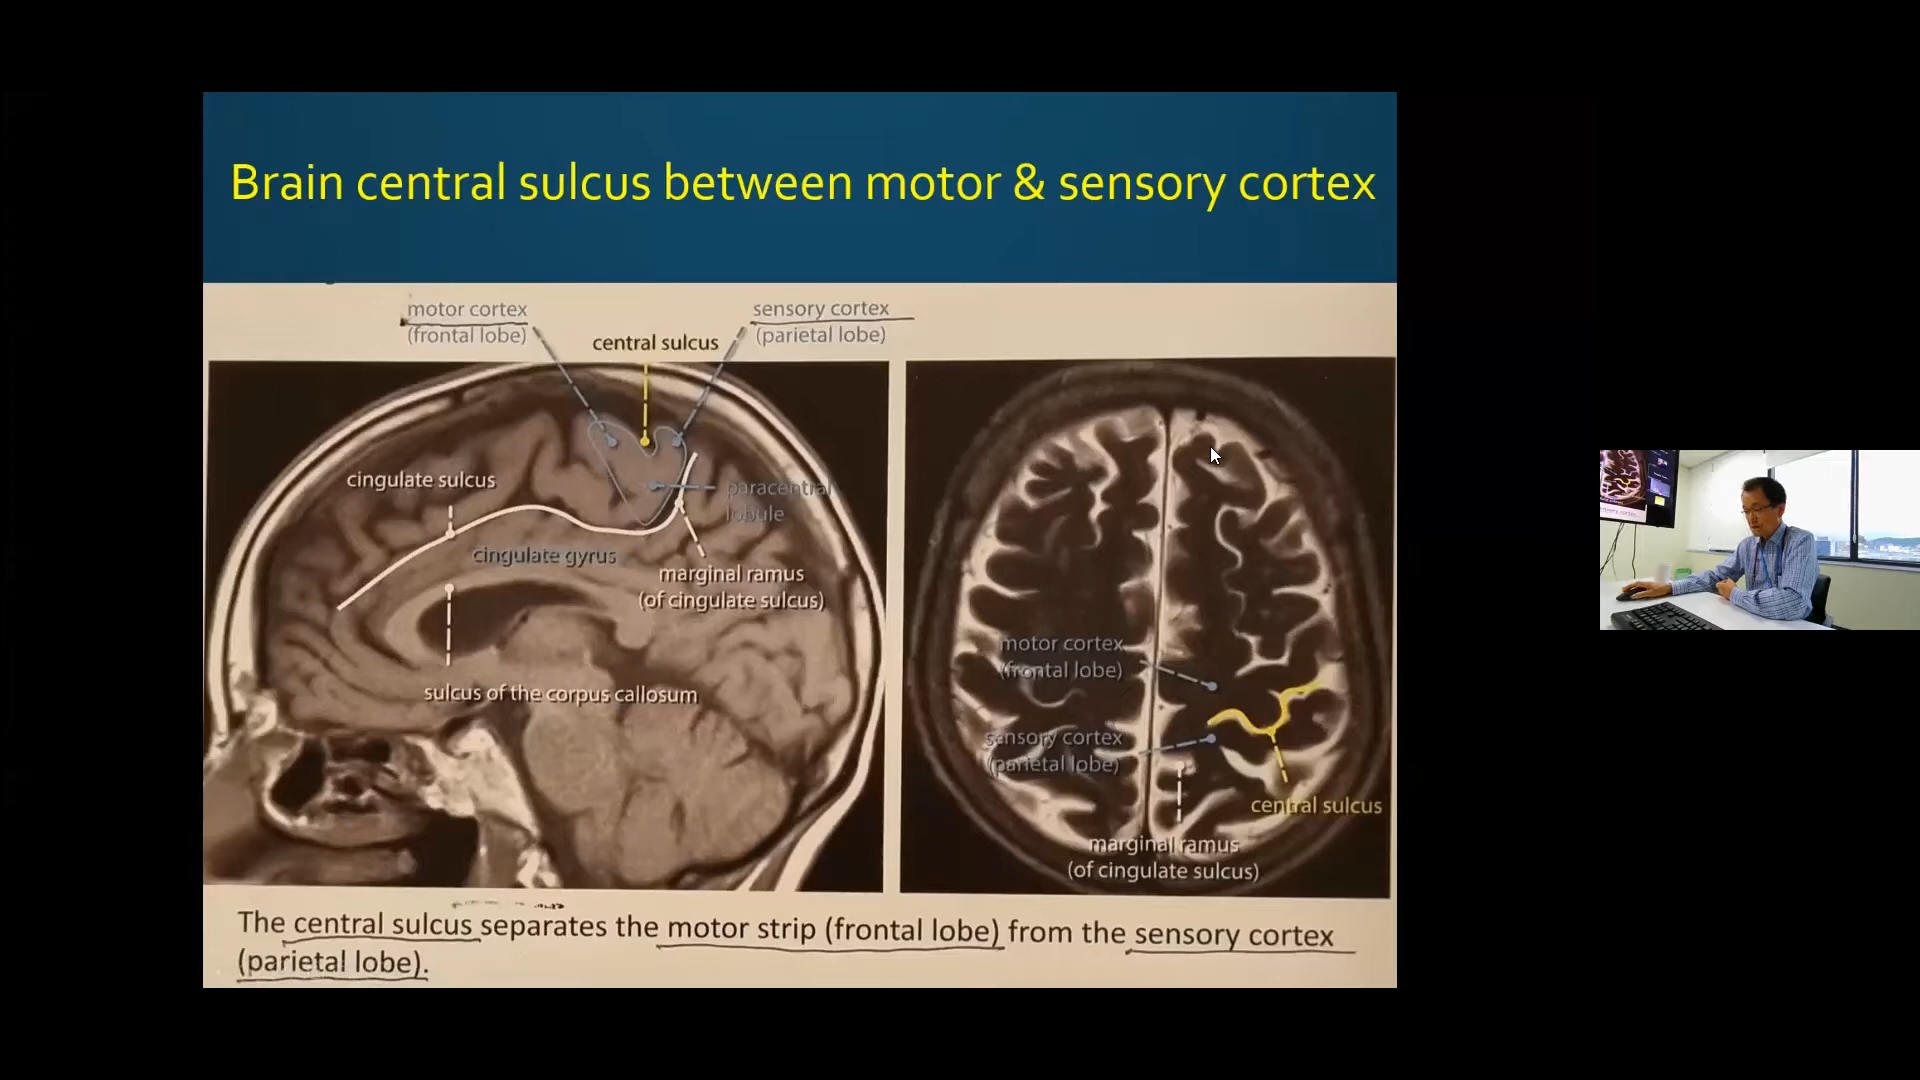 Brain central sulcus between motor & sensory cortex
motor cortex
(frontal lobe)
central sulcus
sensory cortex
(parietal lobe)
cingulate sulcus
paracentral
lobule
cingulate gyrus
marginal ramus
(of cingulate sulcus)
sulcus of the corpus callosum
motor cortex
(frontal lobe)
sensory cortex
(parietal lobe)
central sulcus
marginal ramus
(of cingulate sulcus)
The central sulcus separates the motor strip (frontal lobe) from the sensory cortex
(parietal lobe).